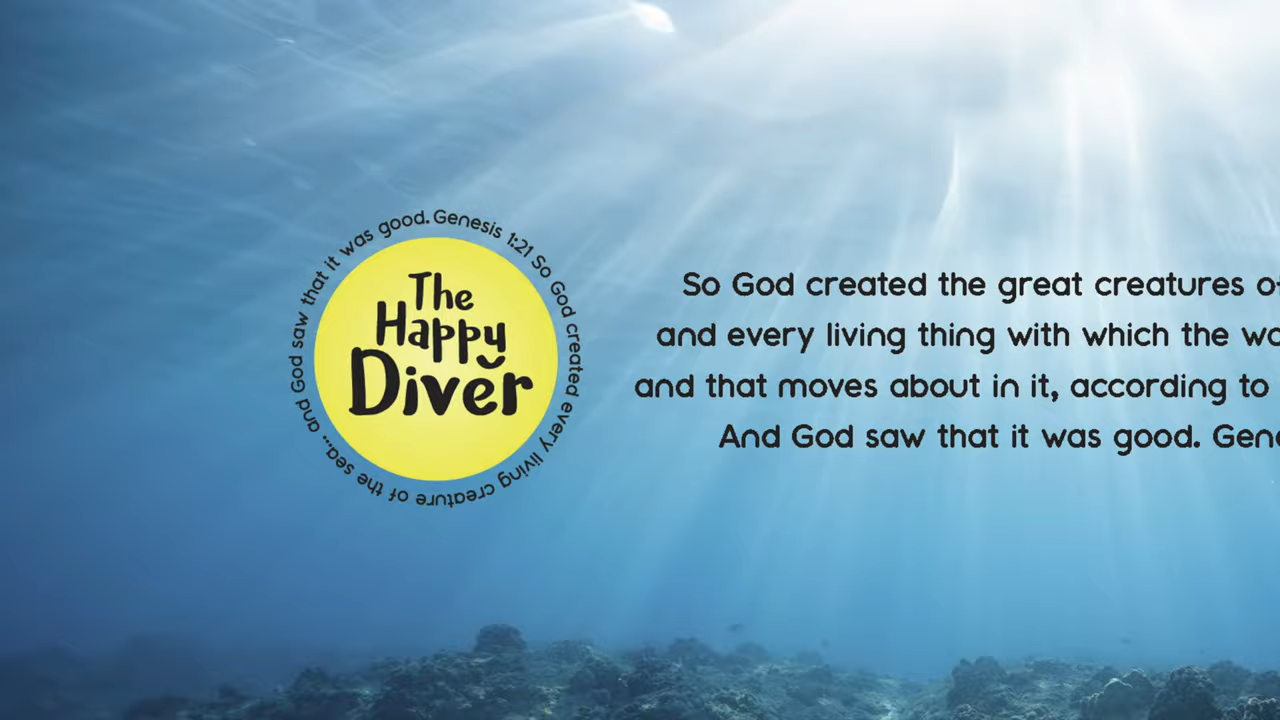 The
Happy
Diver
Genesis 1:21 So God created every living creature of the sea... and God saw that it was good.
So God created the great creatures
and every living thing with which the
and that moves about in it, according to
And God saw that it was good.